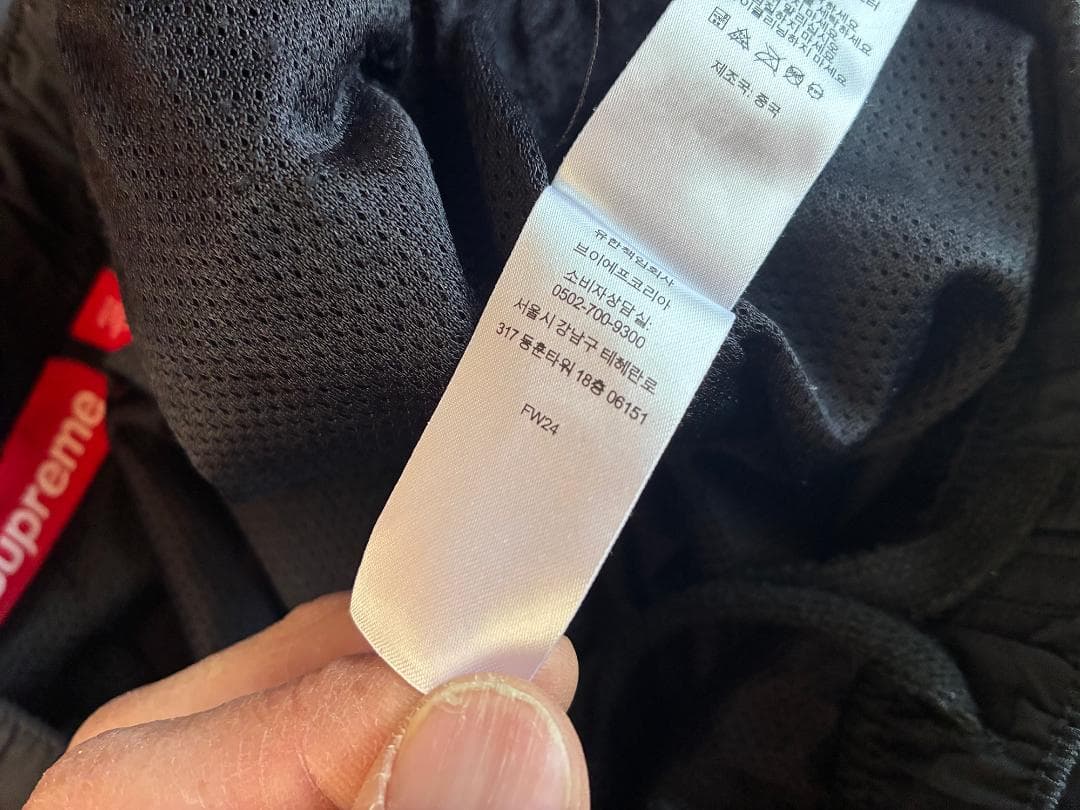 제조국, 중국
유한책임회사
브이에프코리아
소비자상담실:
0502-700-9300
서울시 강남구 테헤란로
317 동훈타워 18층 06151
FW24
Supreme